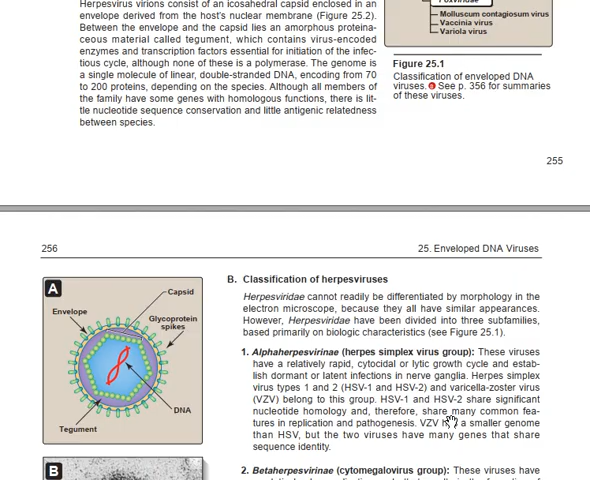 Herpesvirus virions consist of an icosahedral capsid enclosed in an
envelope derived from the host's nuclear membrane (Figure 25.2).
Between the envelope and the capsid lies an amorphous proteina-
ceous material called tegument, which contains virus-encoded
enzymes and transcription factors essential for initiation of the infec-
tious cycle, although none of these is a polymerase. The genome is
a single molecule of linear, double-stranded DNA, encoding from 70
to 200 proteins, depending on the species. Although all members of
the family have some genes with homologous functions, there is lit-
tle nucleotide sequence conservation and little antigenic relatedness
between species.
Poxviridae
Molluscum contagiosum virus
Vaccinia virus
Variola virus
Figure 25.1
Classification of enveloped DNA
viruses. See p. 356 for summaries
of these viruses.
255
256
25. Enveloped DNA Viruses
A
Capsid
Envelope
Glycoprotein
spikes
DNA
Tegument
B
B. Classification of herpesviruses
Herpesviridae cannot readily be differentiated by morphology in the
electron microscope, because they all have similar appearances.
However, Herpesviridae have been divided into three subfamilies,
based primarily on biologic characteristics (see Figure 25.1).
1. Alphaherpesvirinae (herpes simplex virus group): These viruses
have a relatively rapid, cytocidal or lytic growth cycle and estab-
lish dormant or latent infections in nerve ganglia. Herpes simplex
virus types 1 and 2 (HSV-1 and HSV-2) and varicella-zoster virus
(VZV) belong to this group. HSV-1 and HSV-2 share significant
nucleotide homology and, therefore, share many common fea-
tures in replication and pathogenesis. VZV a smaller genome
than HSV, but the two viruses have many genes that share
sequence identity.
2. Betaherpesvirinae (cytomegalovirus group): These viruses have